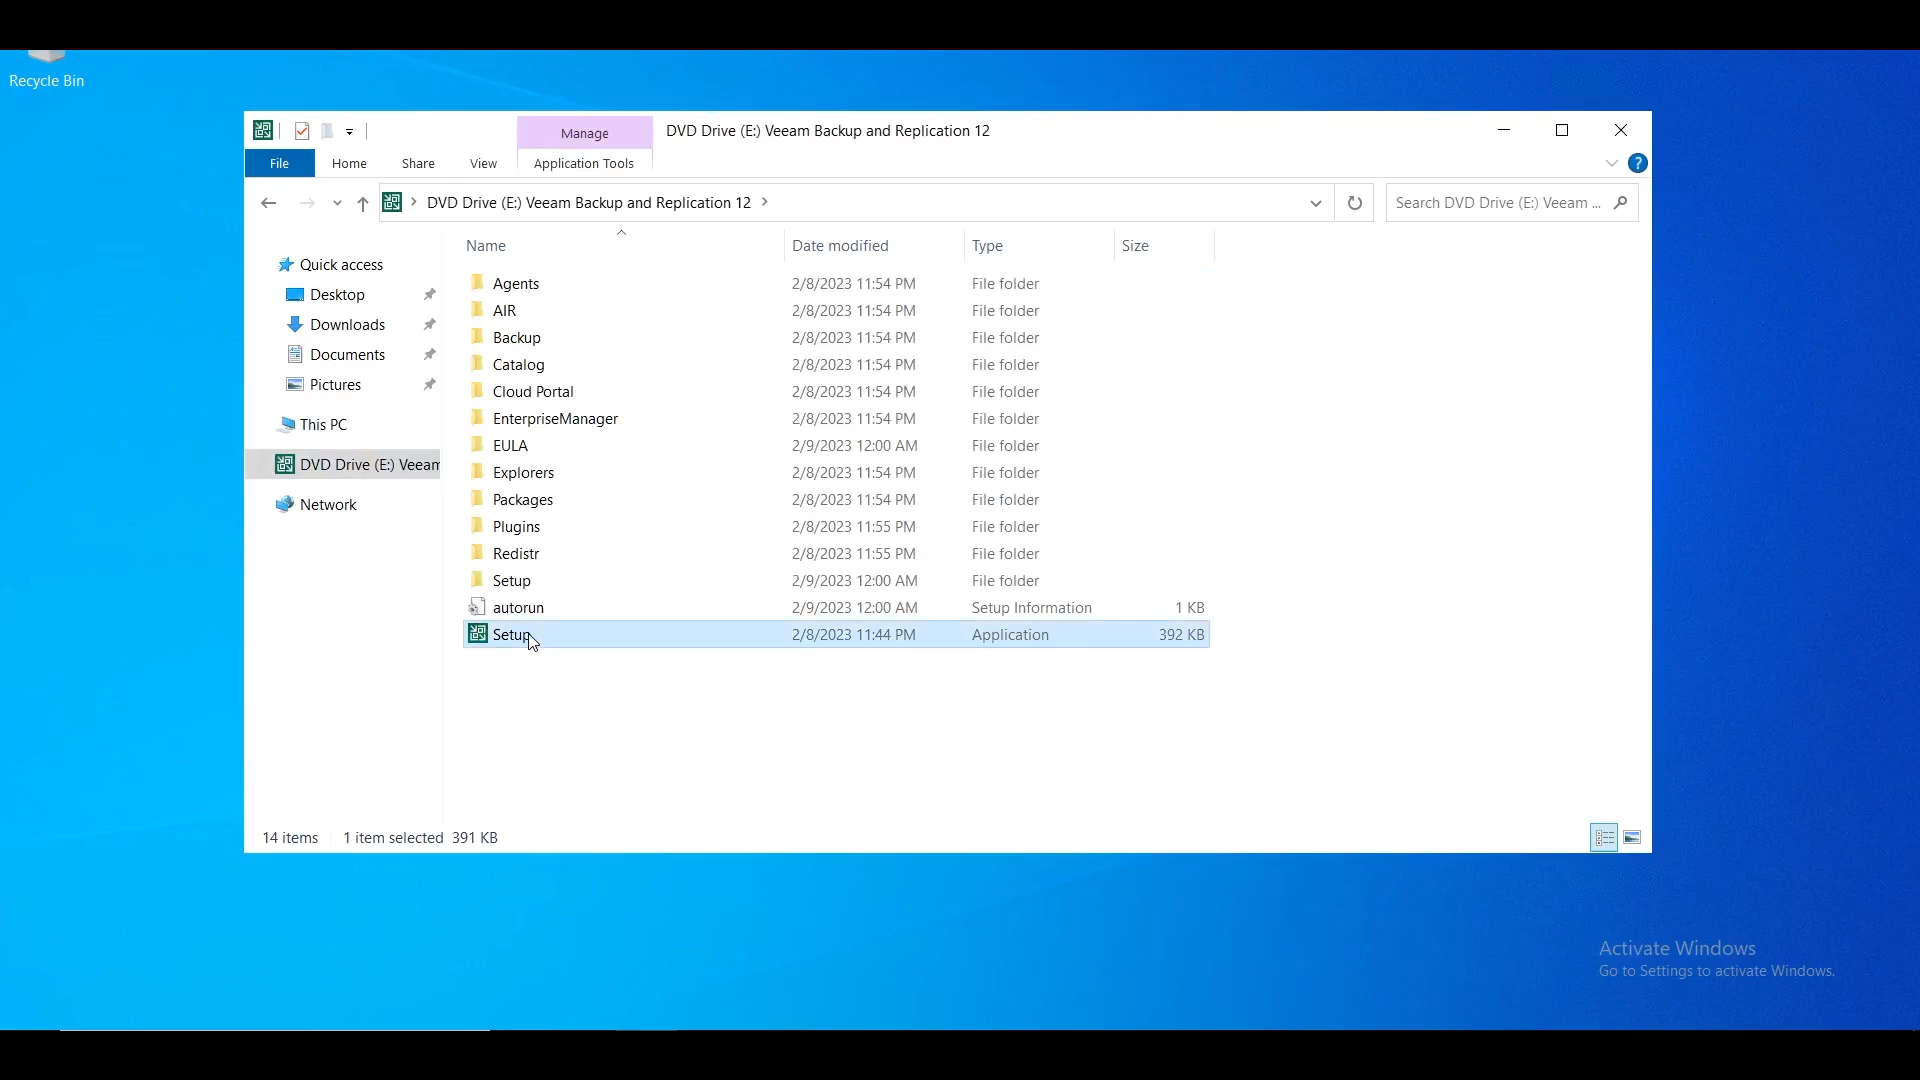 Recycle Bin
Manage
DVD Drive (E:) Veeam Backup and Replication 12
File
Home
Share
View
Application Tools
DVD Drive (E:) Veeam Backup and Replication 12
Search DVD Drive (E:) Veeam ...
Name
Date modified
Type
Size
Quick access
Desktop
Downloads
Documents
Pictures
This PC
DVD Drive (E:) Veeam
Network
Agents 2/8/2023 11:54 PM File folder
AIR 2/8/2023 11:54 PM File folder
Backup 2/8/2023 11:54 PM File folder
Catalog 2/8/2023 11:54 PM File folder
Cloud Portal 2/8/2023 11:54 PM File folder
EnterpriseManager 2/8/2023 11:54 PM File folder
EULA 2/9/2023 12:00 AM File folder
Explorers 2/8/2023 11:54 PM File folder
Packages 2/8/2023 11:54 PM File folder
Plugins 2/8/2023 11:55 PM File folder
Redistr 2/8/2023 11:55 PM File folder
Setup 2/9/2023 12:00 AM File folder
autorun 2/9/2023 12:00 AM Setup Information 1 KB
Setup 2/8/2023 11:44 PM Application 392 KB
14 items
1 item selected 391 KB
Activate Windows
Go to Settings to activate Windows.